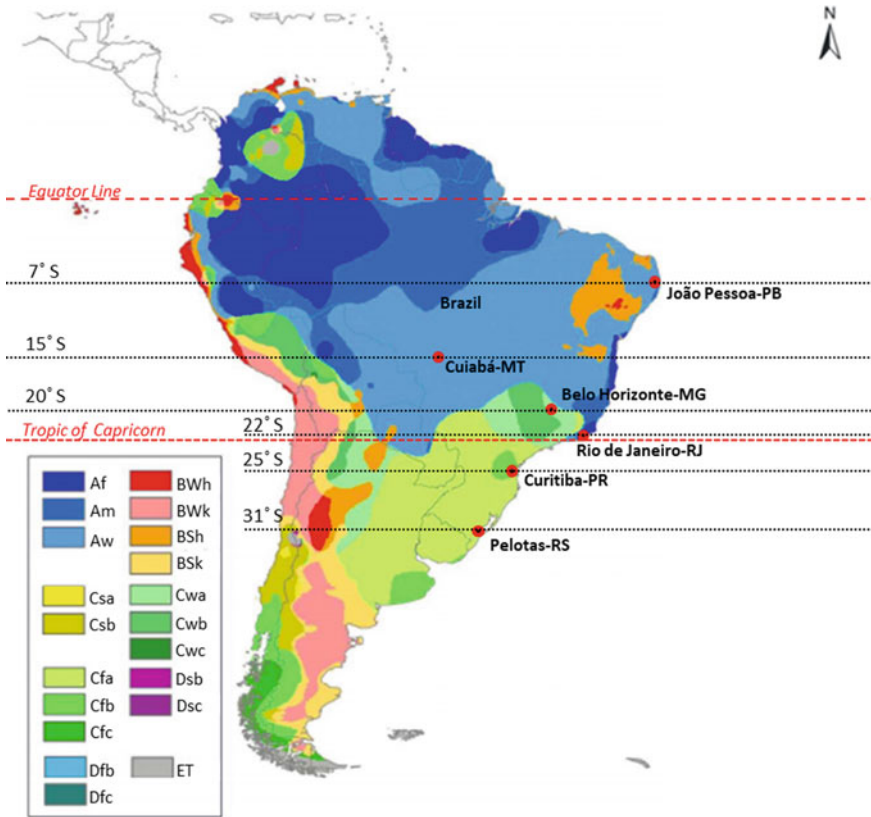 N
Equator Line
7° S
João Pessoa-PB
Brazil
15° S
Cuiabá-MT
20° S
Belo Horizonte-MG
22° S
Tropic of Capricorn
Rio de Janeiro-RJ
25° S
Curitiba-PR
31° S
Pelotas-RS
Af
Am
Aw
Csa
Csb
Cfa
Cfb
Cfc
Dfb
Dfc
BWh
BWk
BSh
BSk
Cwa
Cwb
Cwc
Dsb
Dsc
ET